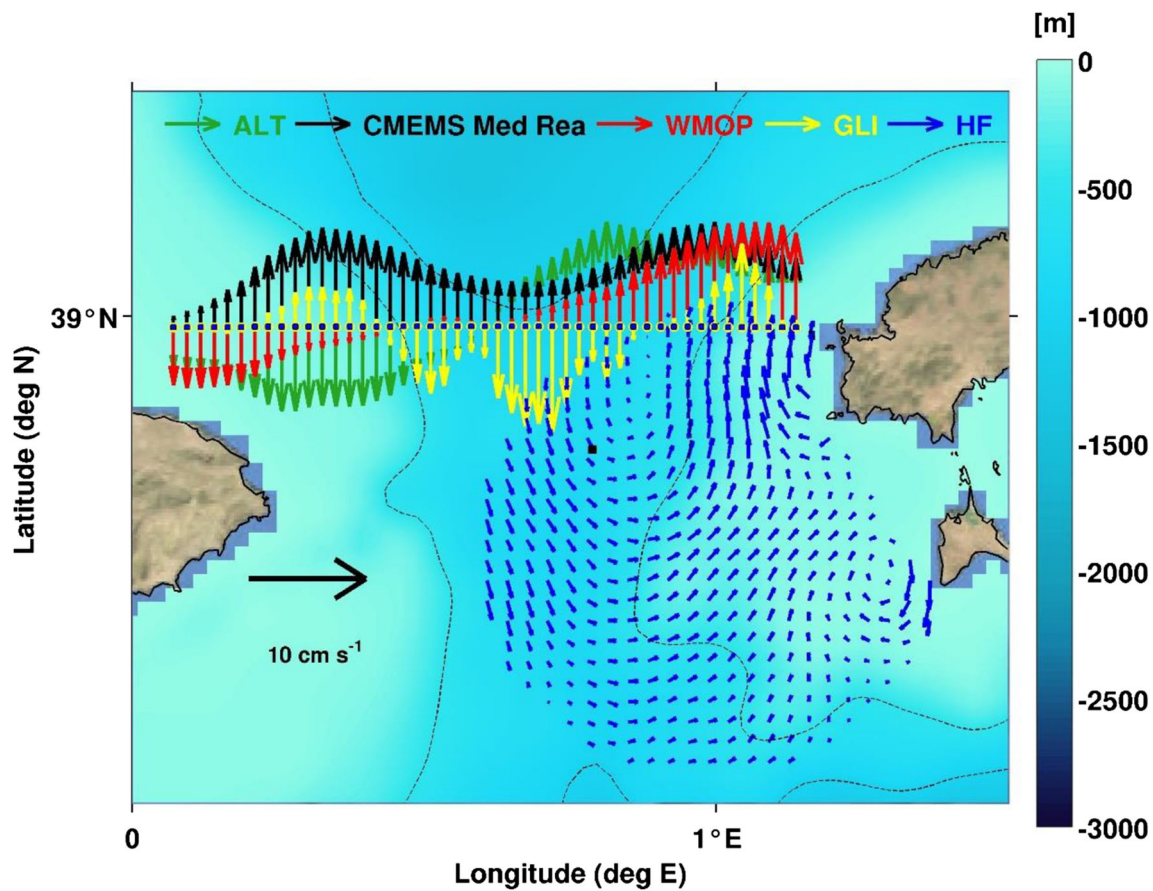 [m]
0
ALT CMEMS Med Rea WMOP GLI HF
-500
39°N
-1000
-1500
10 cm s⁻¹
-2000
-2500
-3000
0 1°E
Longitude (deg E)
Latitude (deg N)